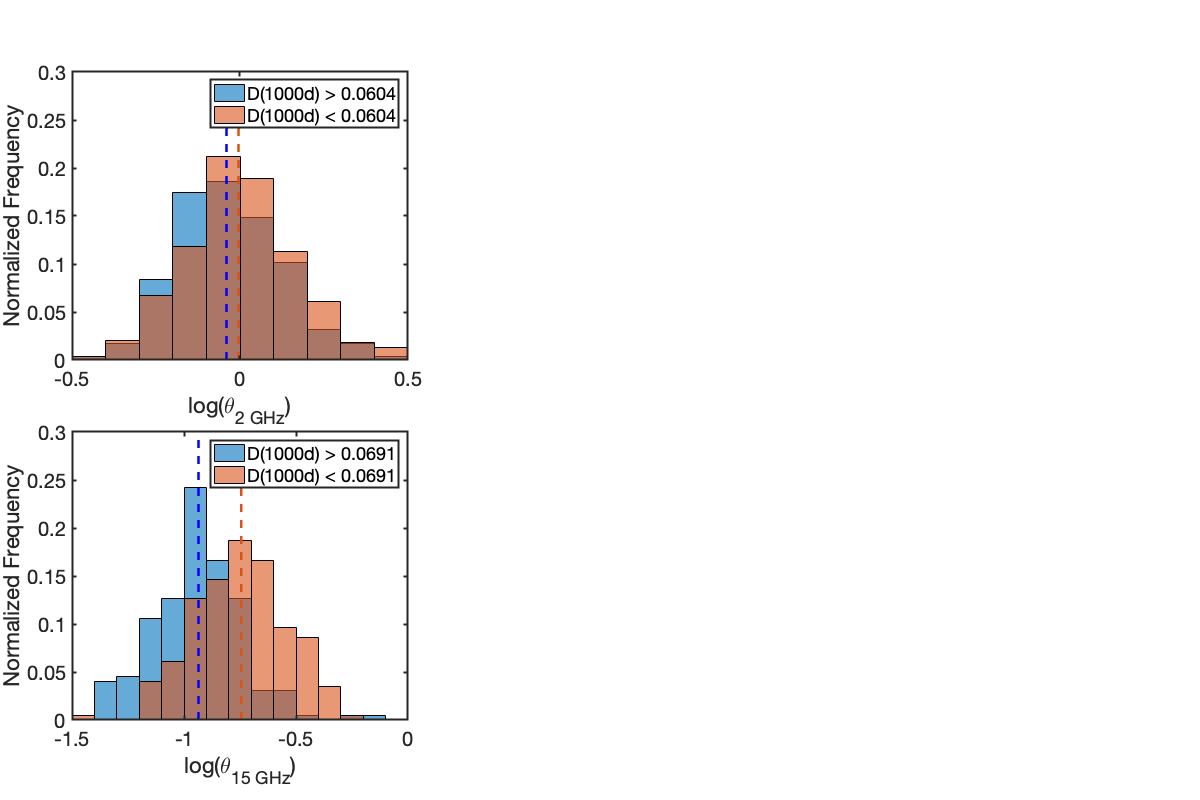 0.3
0.25
0.2
0.15
0.1
0.05
0
Normalized Frequency
D(1000d) > 0.0604
D(1000d) < 0.0604
-0.5 0 0.5
log(θ2 GHz)
0.3
0.25
0.2
0.15
0.1
0.05
0
Normalized Frequency
D(1000d) > 0.0691
D(1000d) < 0.0691
-1.5 -1 -0.5 0
log(θ15 GHz)